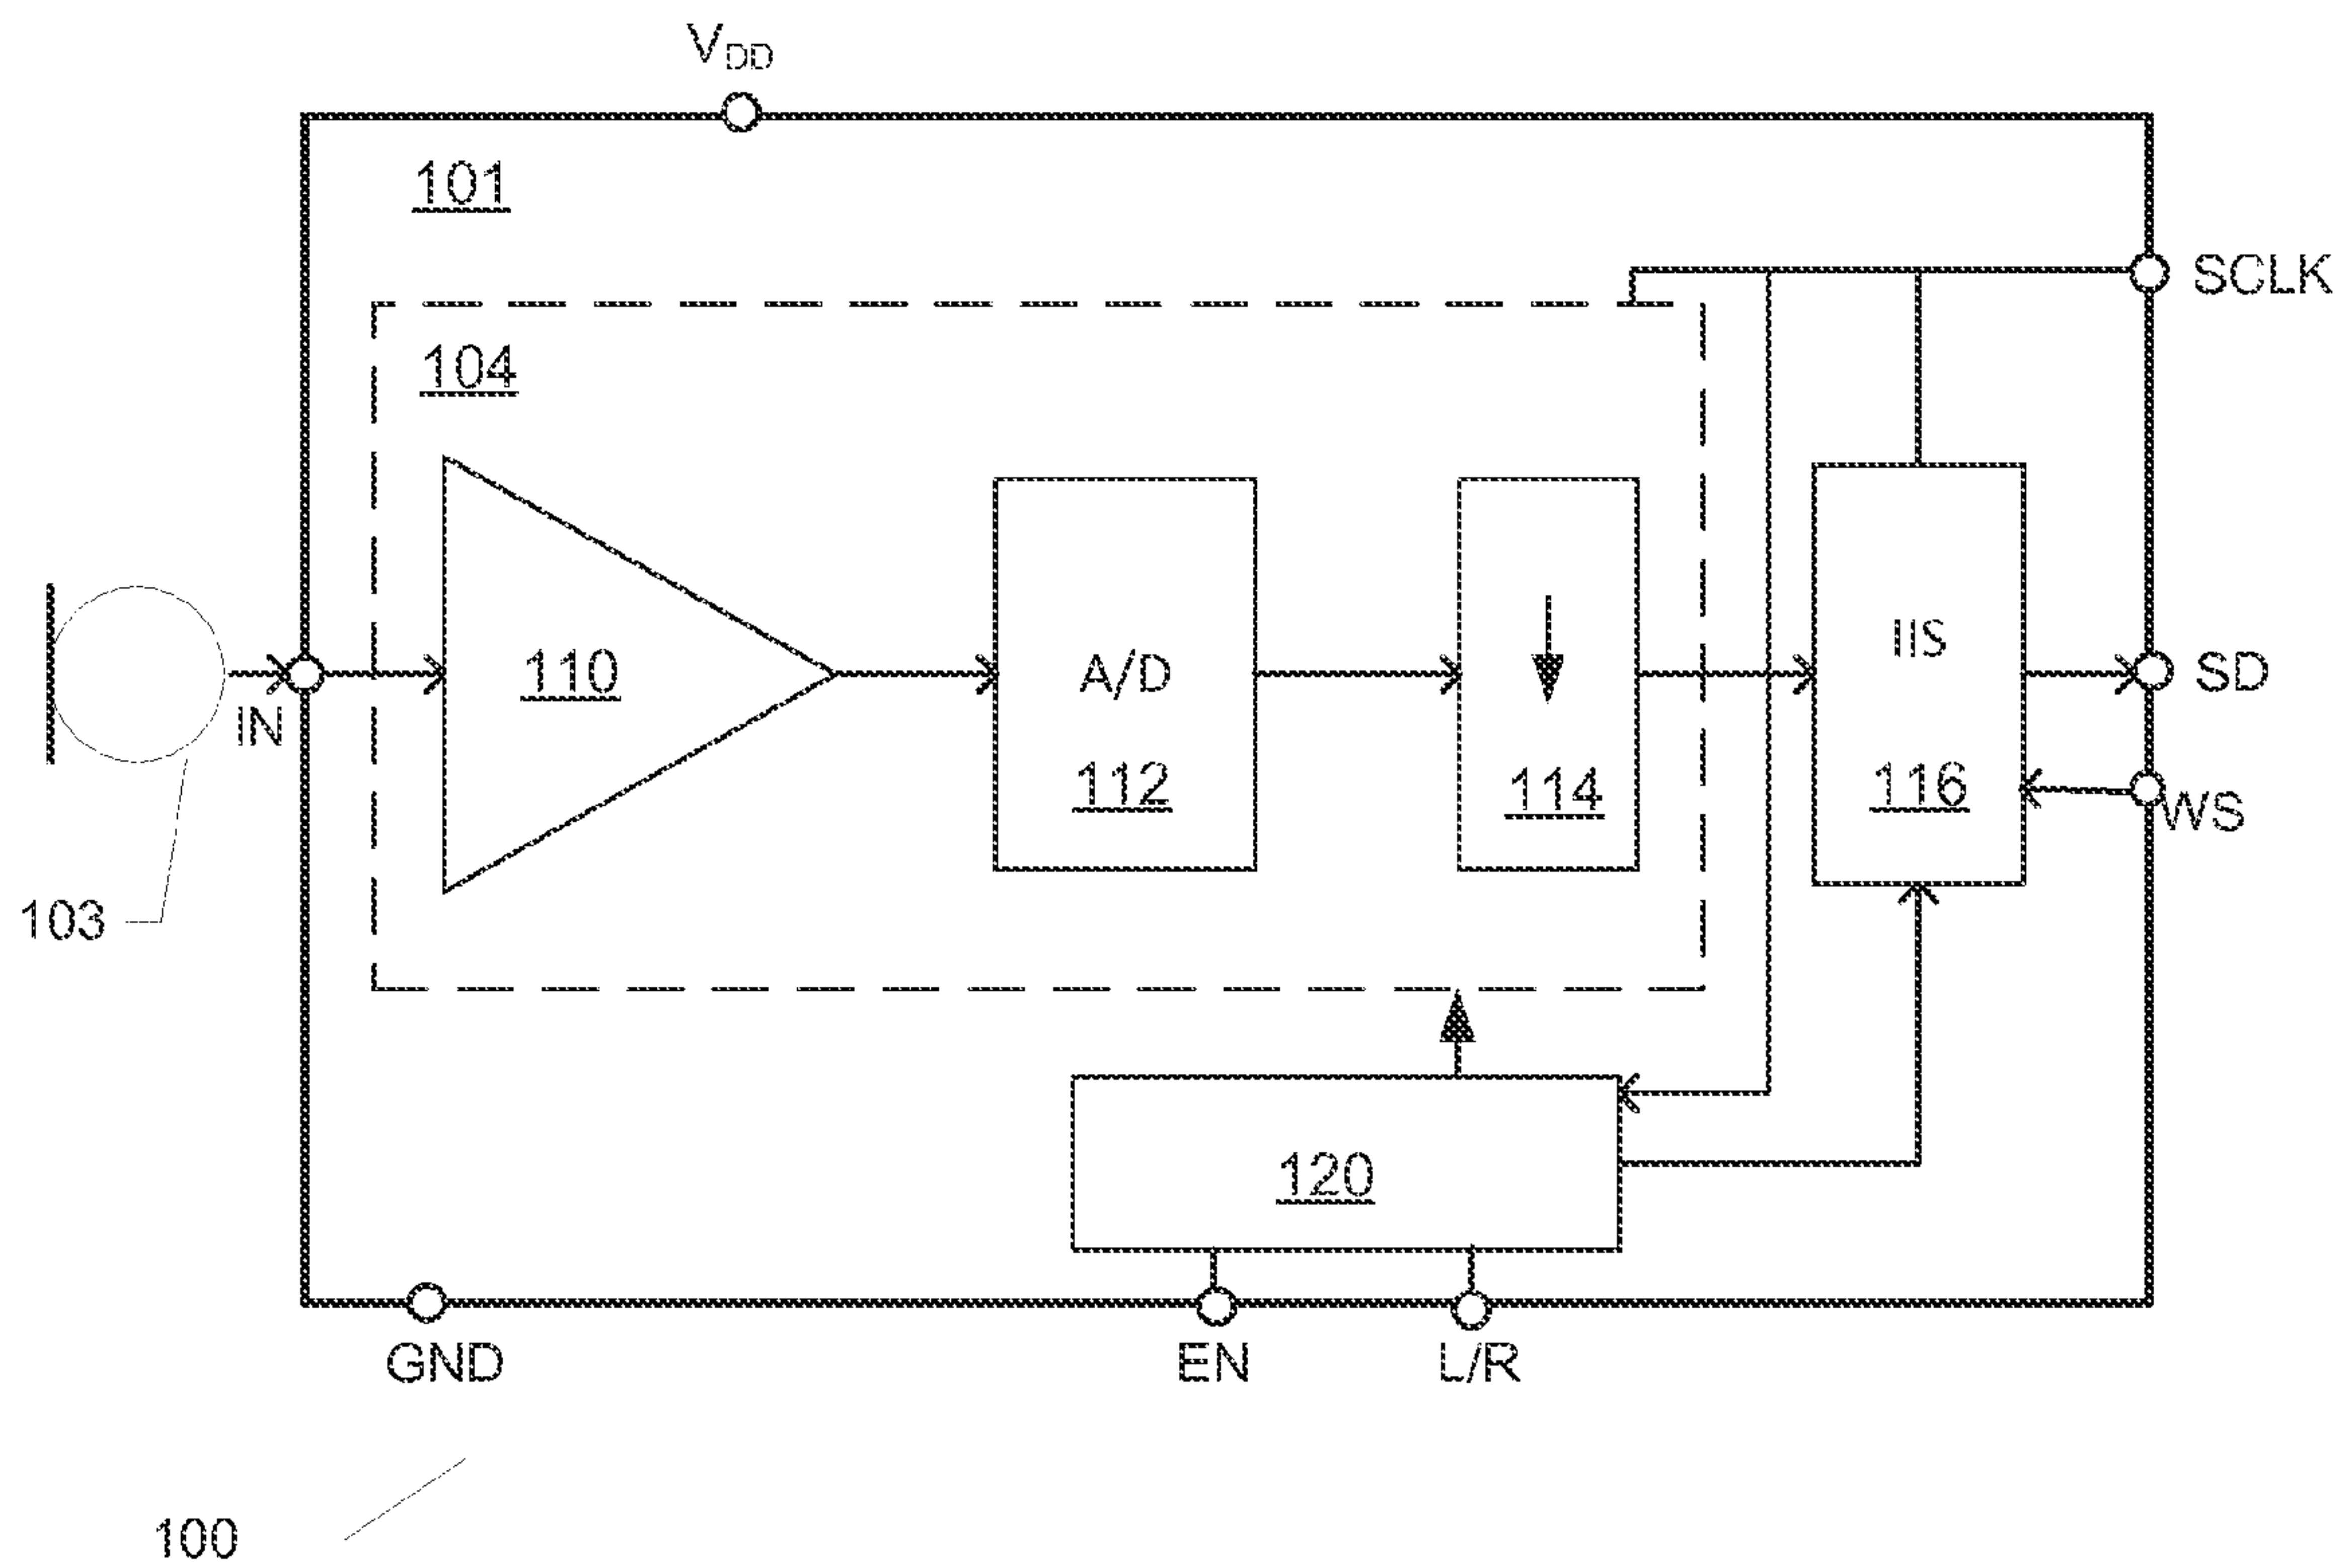 VDD
101
SCLK
104
IIS
110
A/D
SD
IN
112
114
116
WS
103
120
GND
EN
L/R
100